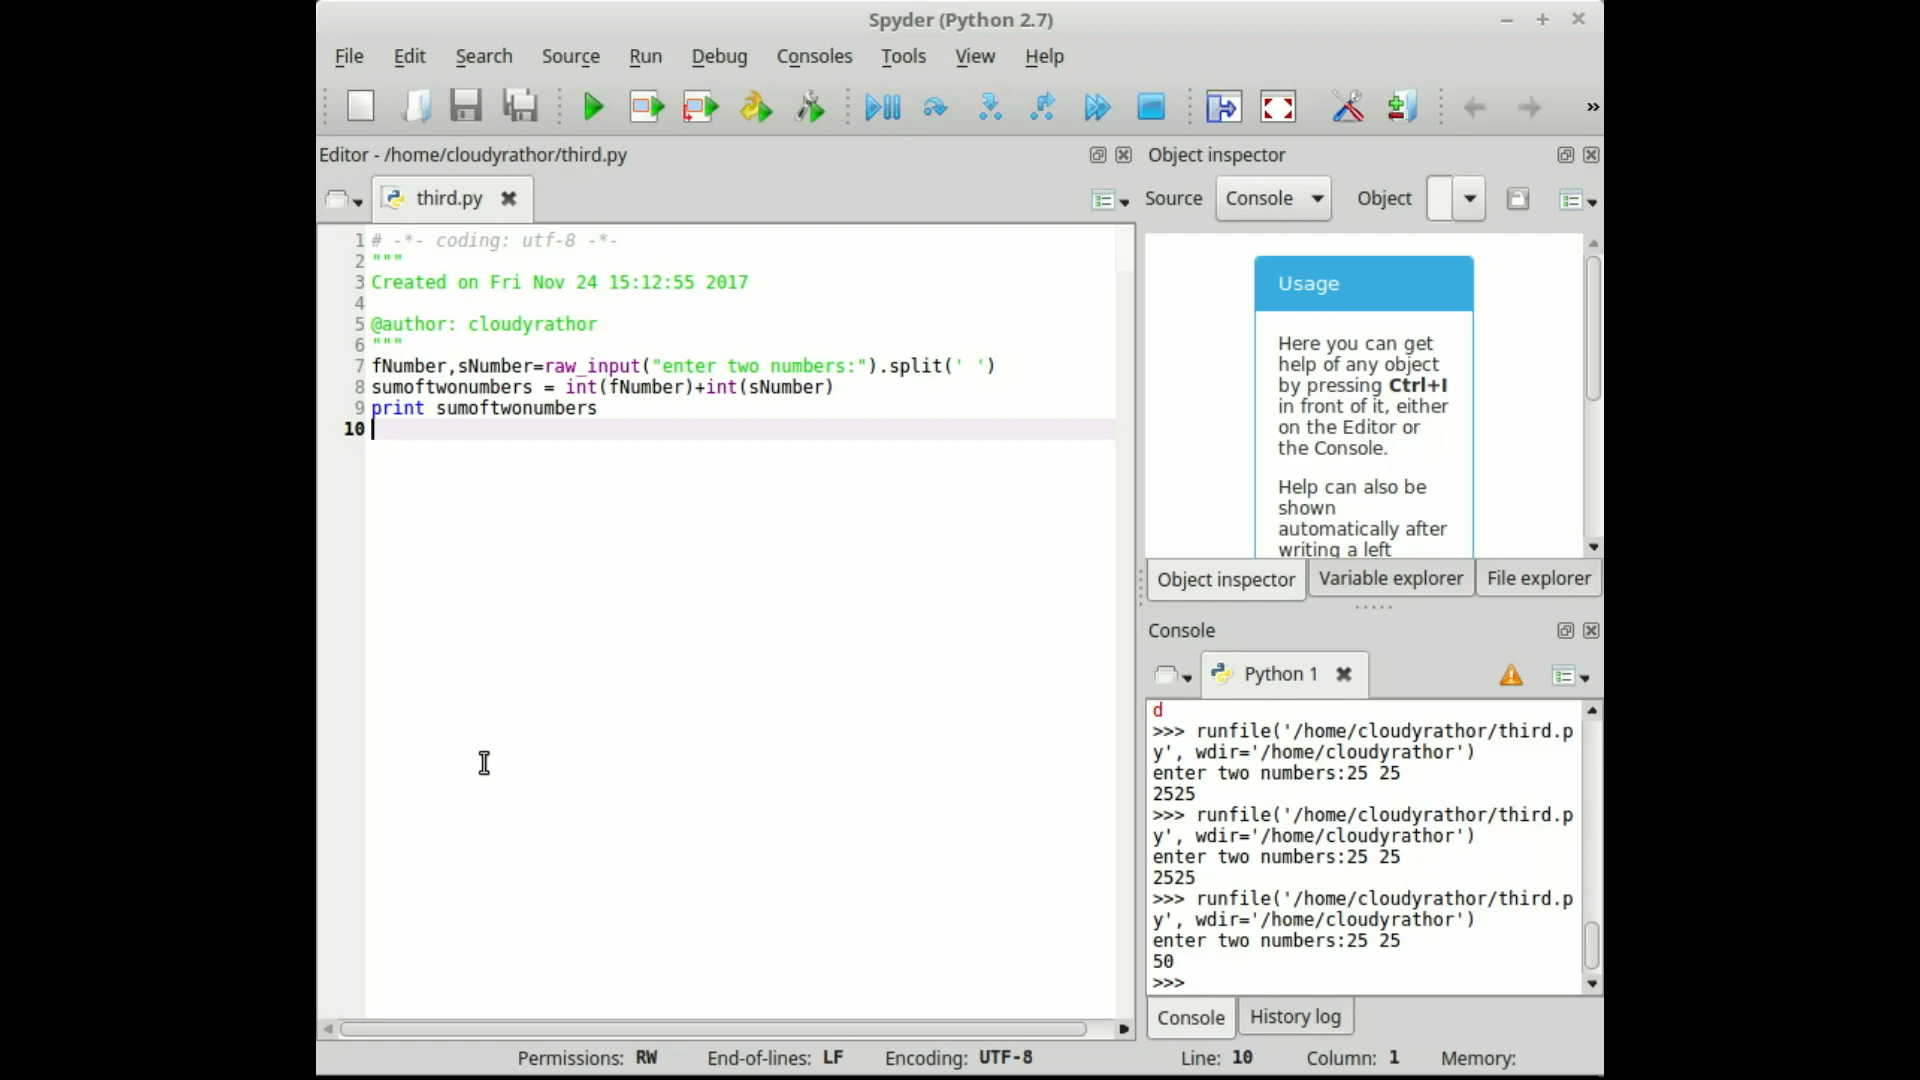 Spyder (Python 2.7)
File Edit Search Source Run Debug Consoles Tools View Help
»
Editor - /home/cloudyrathor/third.py
third.py
1 # -*- coding: utf-8 -*-
2 """
3 Created on Fri Nov 24 15:12:55 2017
4
5 @author: cloudyrathor
6 """
7 fNumber,sNumber=raw_input("enter two numbers:").split(' ')
8 sumoftwonumbers = int(fNumber)+int(sNumber)
9 print sumoftwonumbers
10
Object inspector
Source Console Object
Usage
Here you can get
help of any object
by pressing Ctrl+I
in front of it, either
on the Editor or
the Console.
Help can also be
shown
automatically after
writing a left
Object inspector Variable explorer File explorer
Console
Python 1
d
>>> runfile('/home/cloudyrathor/third.p
y', wdir='/home/cloudyrathor')
enter two numbers:25 25
2525
>>> runfile('/home/cloudyrathor/third.p
y', wdir='/home/cloudyrathor')
enter two numbers:25 25
2525
>>> runfile('/home/cloudyrathor/third.p
y', wdir='/home/cloudyrathor')
enter two numbers:25 25
50
>>>
Console History log
Permissions: RW End-of-lines: LF Encoding: UTF-8 Line: 10 Column: 1 Memory: